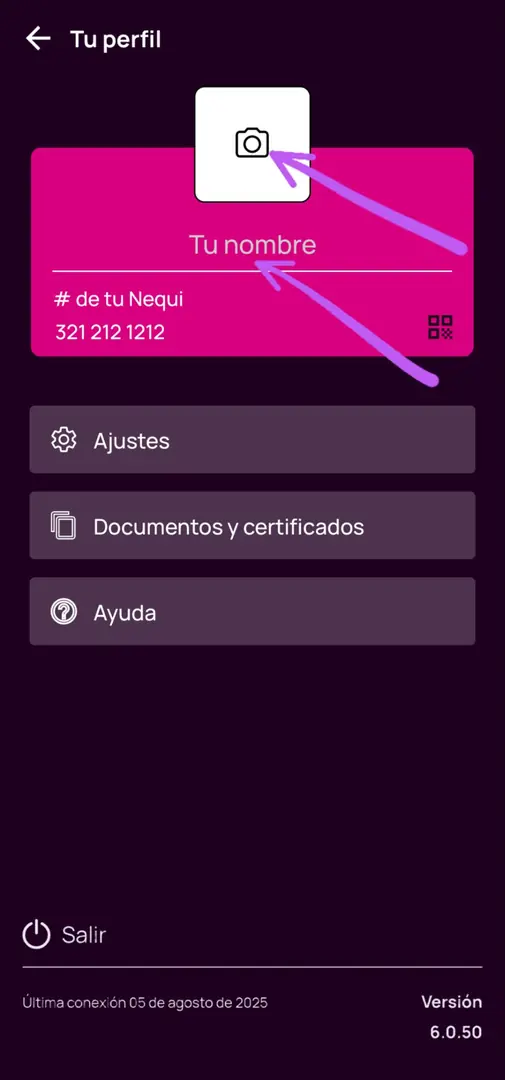 Tu perfil
Tu nombre
# de tu Nequi
321 212 1212
Ajustes
Documentos y certificados
Ayuda
Salir
Última conexión 05 de agosto de 2025
Versión
6.0.50